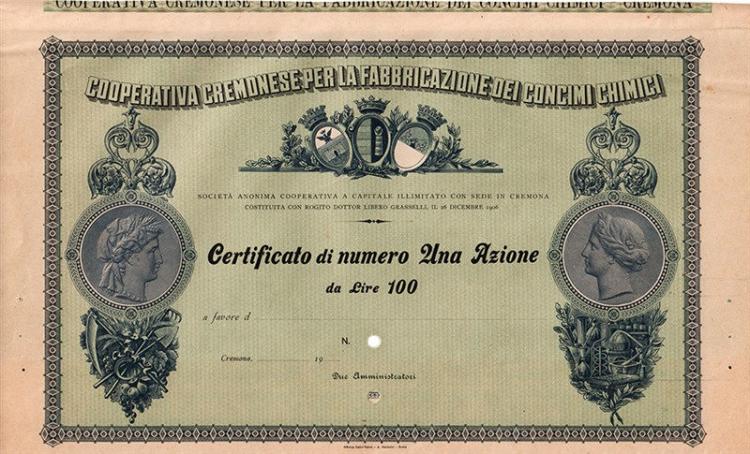 COOPERATIVA CREMONESE PER LA FABBRICAZIONE DEI CONCIMI CHIMICI - CREMONA
COOPERATIVA CREMONESE PER LA FABBRICAZIONE DEI CONCIMI CHIMICI
SOCIETÀ ANONIMA COOPERATIVA A CAPITALE ILLIMITATO CON SEDE IN CREMONA
COSTITUITA CON ROGITO DOTTOR LIBERO GRASSELLI, IL 26 DICEMBRE 1906
Certificato di numero Una Azione
da Lire 100
a favore d
N.
Cremona, 19
Due Amministratori